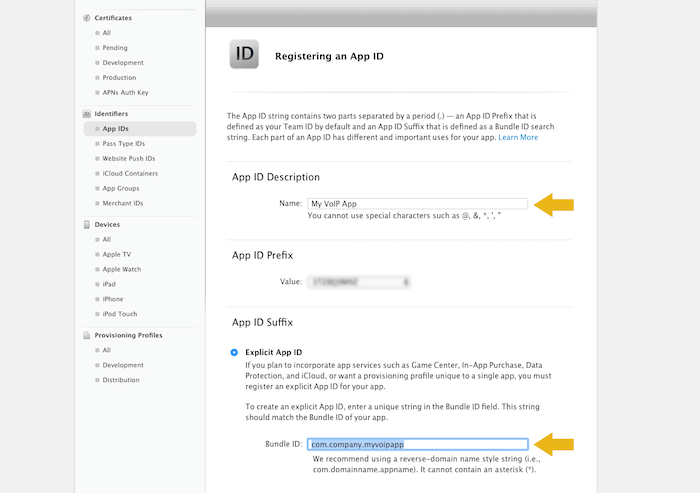 Certificates
All
Pending
Development
Production
APNs Auth Key
Identifiers
App IDs
Pass Type IDs
Website Push IDs
iCloud Containers
App Groups
Merchant IDs
Devices
All
Apple TV
Apple Watch
iPad
iPhone
iPod Touch
Provisioning Profiles
All
Development
Distribution
ID
Registering an App ID
The App ID string contains two parts separated by a period (.) — an App ID Prefix that is
defined as your Team ID by default and an App ID Suffix that is defined as a Bundle ID search
string. Each part of an App ID has different and important uses for your app. Learn More
App ID Description
Name: My VoIP App
You cannot use special characters such as @, &, *, ', "
App ID Prefix
Value:
App ID Suffix
Explicit App ID
If you plan to incorporate app services such as Game Center, In-App Purchase, Data
Protection, and iCloud, or want a provisioning profile unique to a single app, you must
register an explicit App ID for your app.
To create an explicit App ID, enter a unique string in the Bundle ID field. This string
should match the Bundle ID of your app.
Bundle ID: com.company.myvoipapp
We recommend using a reverse-domain name style string (i.e.,
com.domainname.appname). It cannot contain an asterisk (*).